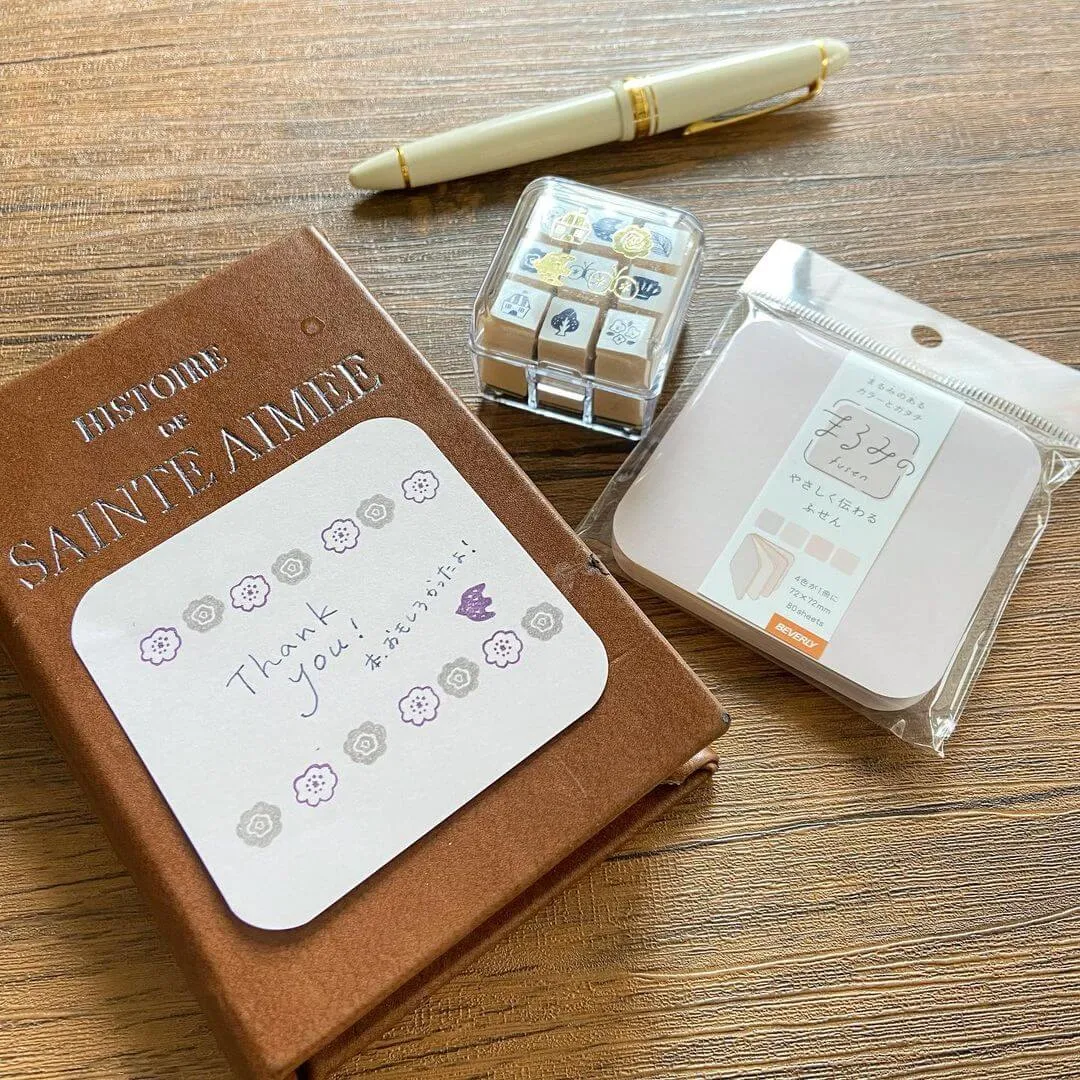 HISTOIRE
DE
SAINTE AIMÉE
Thank
you!
本、おもしろかったよ!
まるみのある
カラーとカタチ
まるみの
fusen
やさしく伝わる
ふせん
4色が1冊に
72×72mm
80sheets
BEVERLY